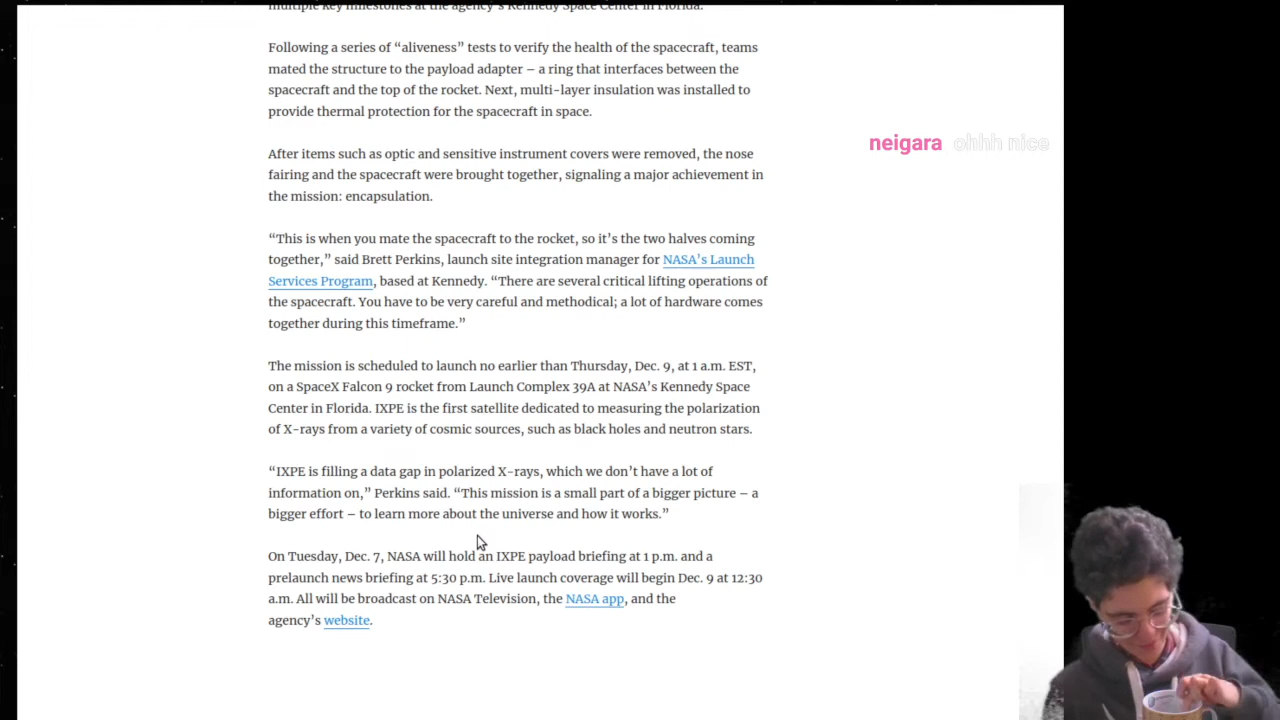 multiple key milestones at the agency's Kennedy Space Center in Florida.
Following a series of “aliveness” tests to verify the health of the spacecraft, teams
mated the structure to the payload adapter – a ring that interfaces between the
spacecraft and the top of the rocket. Next, multi-layer insulation was installed to
provide thermal protection for the spacecraft in space.
After items such as optic and sensitive instrument covers were removed, the nose
fairing and the spacecraft were brought together, signaling a major achievement in
the mission: encapsulation.
“This is when you mate the spacecraft to the rocket, so it’s the two halves coming
together,” said Brett Perkins, launch site integration manager for NASA’s Launch
Services Program, based at Kennedy. “There are several critical lifting operations of
the spacecraft. You have to be very careful and methodical; a lot of hardware comes
together during this timeframe.”
The mission is scheduled to launch no earlier than Thursday, Dec. 9, at 1 a.m. EST,
on a SpaceX Falcon 9 rocket from Launch Complex 39A at NASA’s Kennedy Space
Center in Florida. IXPE is the first satellite dedicated to measuring the polarization
of X-rays from a variety of cosmic sources, such as black holes and neutron stars.
“IXPE is filling a data gap in polarized X-rays, which we don’t have a lot of
information on,” Perkins said. “This mission is a small part of a bigger picture – a
bigger effort – to learn more about the universe and how it works.”
On Tuesday, Dec. 7, NASA will hold an IXPE payload briefing at 1 p.m. and a
prelaunch news briefing at 5:30 p.m. Live launch coverage will begin Dec. 9 at 12:30
a.m. All will be broadcast on NASA Television, the NASA app, and the
agency’s website.
neigara ohhh nice